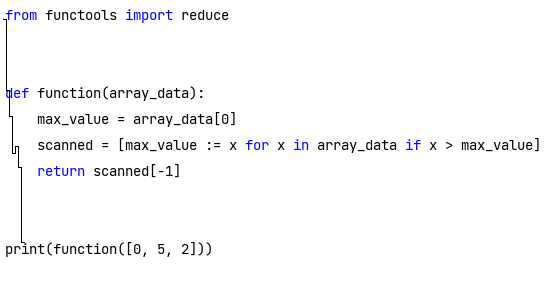 from functools import reduce
def function(array_data):
    max_value = array_data[0]
    scanned = [max_value := x for x in array_data if x > max_value]
    return scanned[-1]
print(function([0, 5, 2]))